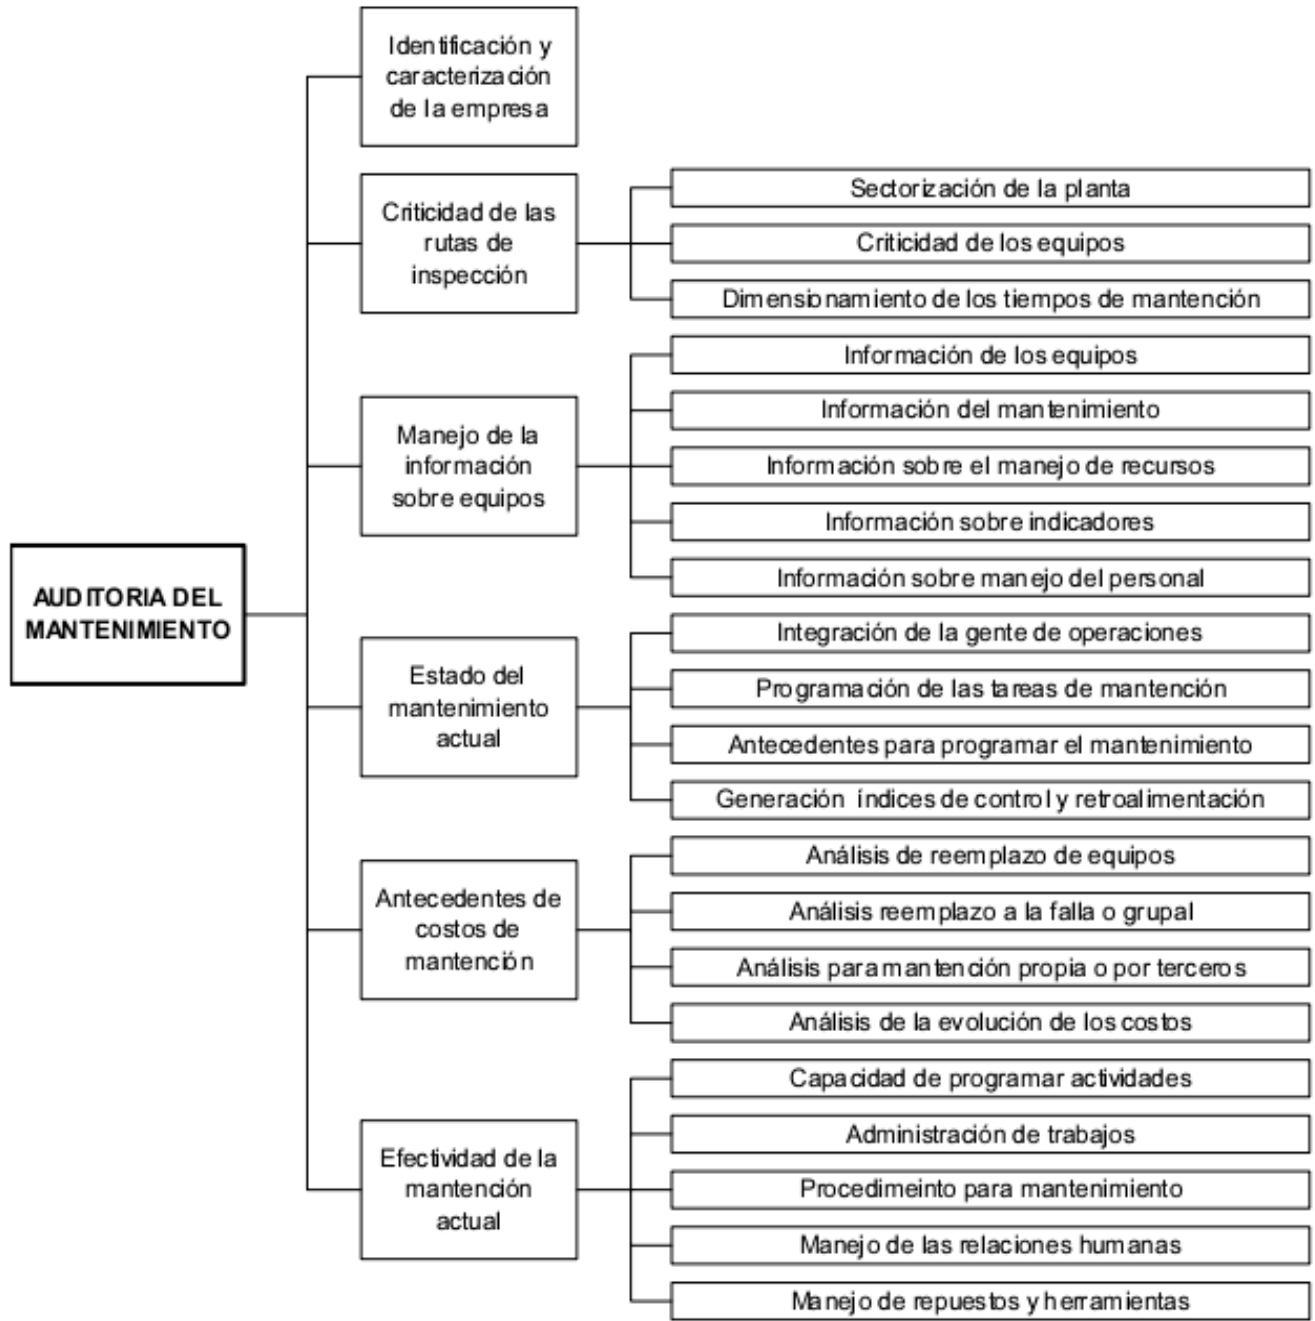 AUDITORIA DEL
MANTENIMIENTO
Identificación y
caracterización
de la empresa
Criticidad de las
rutas de
inspección
Sectorización de la planta
Criticidad de los equipos
Dimensionamiento de los tiempos de mantención
Manejo de la
información
sobre equipos
Información de los equipos
Información del mantenimiento
Información sobre el manejo de recursos
Información sobre indicadores
Información sobre manejo del personal
Estado del
mantenimiento
actual
Integración de la gente de operaciones
Programación de las tareas de mantención
Antecedentes para programar el mantenimiento
Generación índices de control y retroalimentación
Antecedentes de
costos de
mantención
Análisis de reemplazo de equipos
Análisis reemplazo a la falla o grupal
Análisis para mantención propia o por terceros
Análisis de la evolución de los costos
Efectividad de la
mantención
actual
Capacidad de programar actividades
Administración de trabajos
Procedimeinto para mantenimiento
Manejo de las relaciones humanas
Manejo de repuestos y herramientas